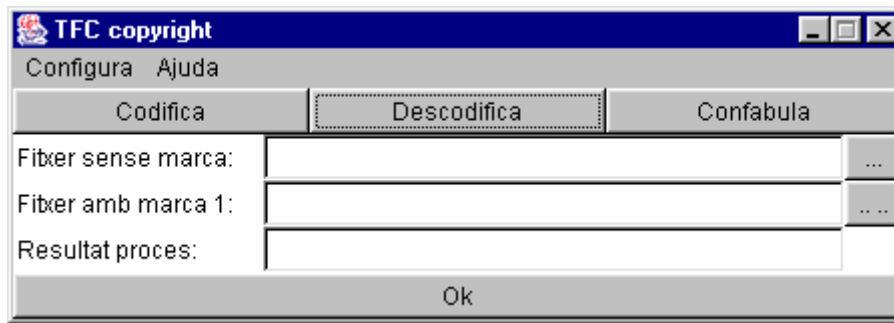 TFC copyright
Configura Ajuda
Codifica Descodifica Confabula
Fitxer sense marca: ...
Fitxer amb marca 1: .. ..
Resultat proces:
Ok